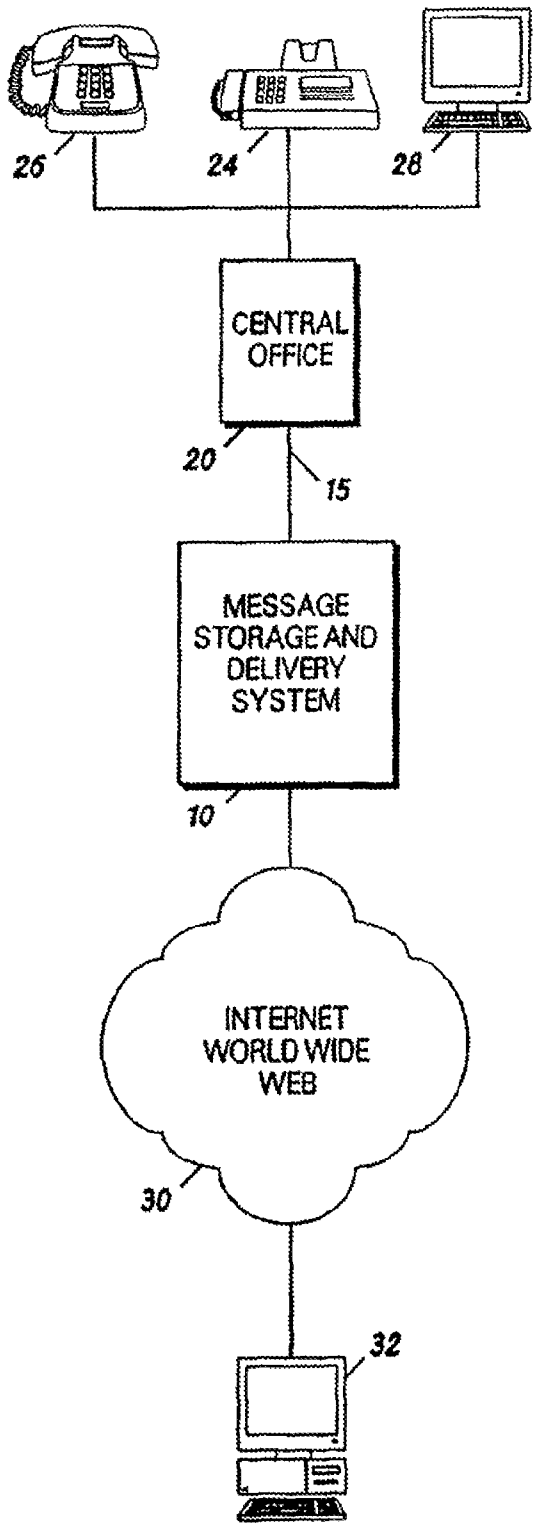 26
24
28
CENTRAL
OFFICE
20
15
MESSAGE
STORAGE AND
DELIVERY
SYSTEM
10
INTERNET
WORLD WIDE
WEB
30
32